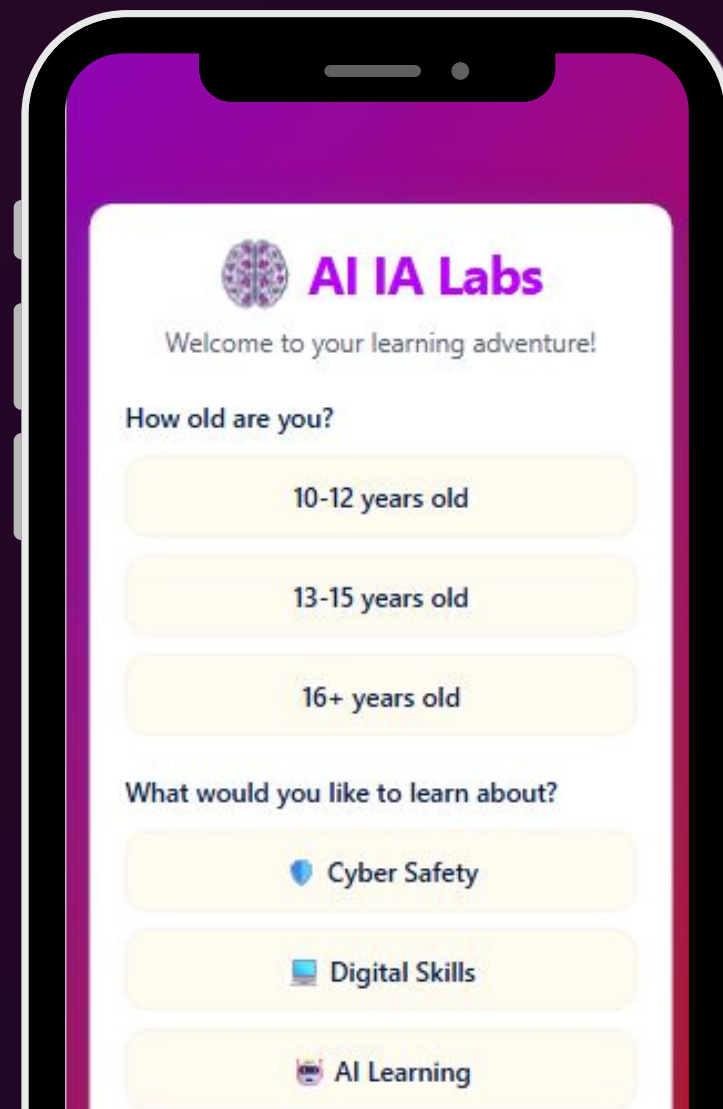 AI IA Labs
Welcome to your learning adventure!
How old are you?
10-12 years old
13-15 years old
16+ years old
What would you like to learn about?
Cyber Safety
Digital Skills
AI Learning